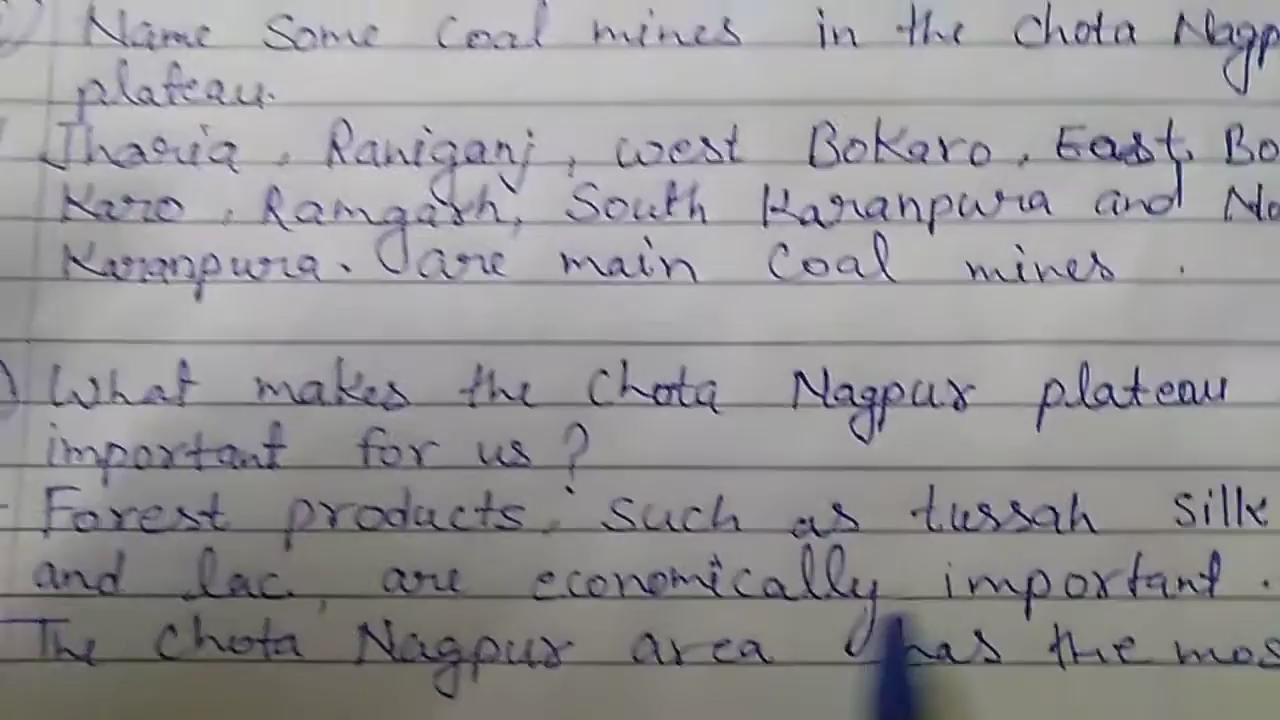 Name Some Coal mines in the Chota Nagp
plateau.
Jharia, Raniganj, west Bokaro, East, Bo
Karo, Ramgarh, South Karanpura and No
Karanpura. are main Coal mines.
What makes the Chota Nagpur plateau
important for us?
Forest products, such as tussah silk
and lac, are economically important.
The Chota Nagpur area has the mos